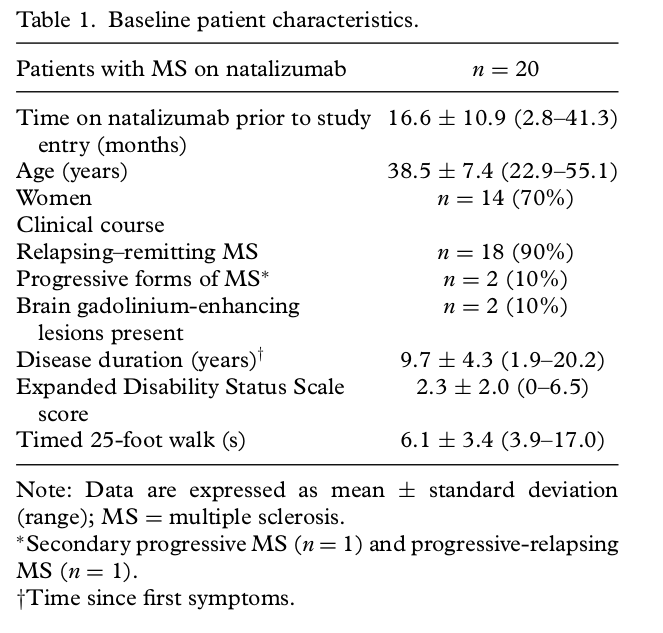 Table 1. Baseline patient characteristics.
Patients with MS on natalizumab n = 20
Time on natalizumab prior to study 16.6 ± 10.9 (2.8–41.3)
entry (months)
Age (years) 38.5 ± 7.4 (22.9–55.1)
Women n = 14 (70%)
Clinical course
Relapsing–remitting MS n = 18 (90%)
Progressive forms of MS* n = 2 (10%)
Brain gadolinium-enhancing n = 2 (10%)
lesions present
Disease duration (years)† 9.7 ± 4.3 (1.9–20.2)
Expanded Disability Status Scale 2.3 ± 2.0 (0–6.5)
score
Timed 25-foot walk (s) 6.1 ± 3.4 (3.9–17.0)
Note: Data are expressed as mean ± standard deviation
(range); MS = multiple sclerosis.
*Secondary progressive MS (n = 1) and progressive-relapsing
MS (n = 1).
†Time since first symptoms.